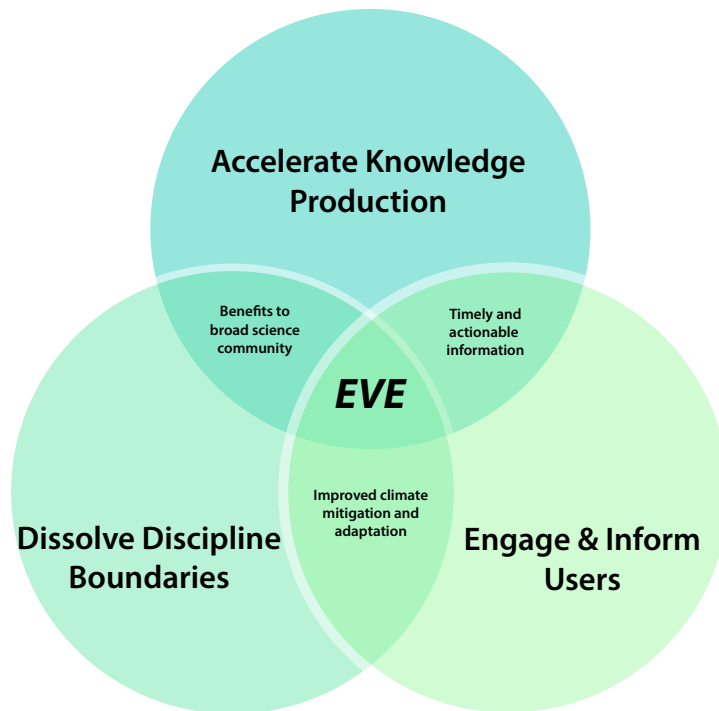 Accelerate Knowledge
Production
Benefits to
broad science
community
Timely and
actionable
information
EVE
Improved climate
mitigation and
adaptation
Dissolve Discipline
Boundaries
Engage & Inform
Users